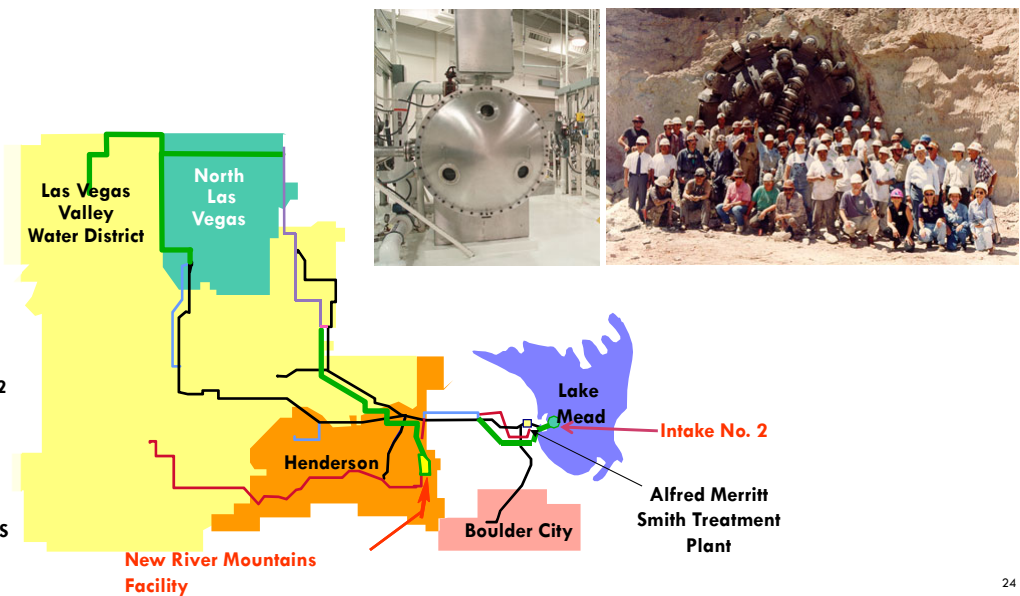 Las Vegas
Valley
Water District
North
Las
Vegas
2
Lake
Mead
Intake No. 2
Henderson
Alfred Merritt
Smith Treatment
Plant
S
Boulder City
New River Mountains
Facility
24